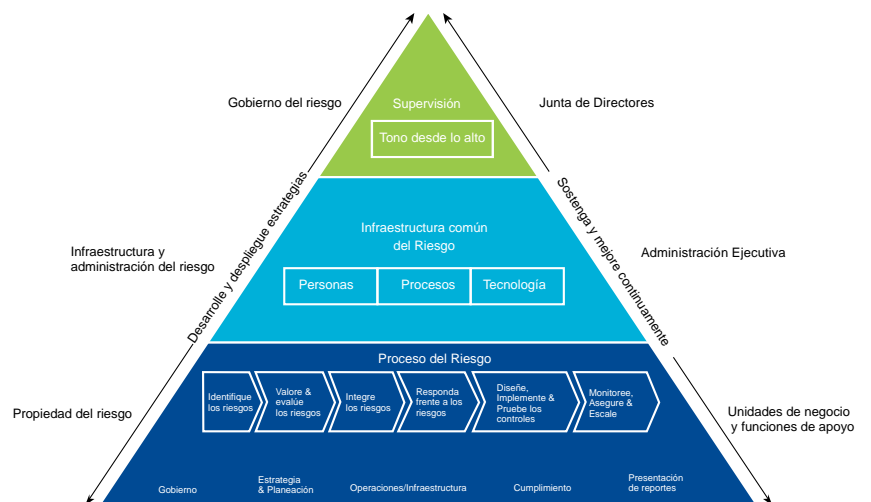 Gobierno del riesgo
Supervisión
Junta de Directores
Tono desde lo alto
Desarrolle y despliegue estrategias
Sostenga y mejore continuamente
Infraestructura común
del Riesgo
Infraestructura y
administración del riesgo
Administración Ejecutiva
Personas
Procesos
Tecnología
Proceso del Riesgo
Identifique
los riesgos
Valore &
evalúe
los riesgos
Integre
los riesgos
Responda
frente a los
riesgos
Diseñe,
Implemente &
Pruebe los
controles
Monitoree,
Asegure &
Escale
Propiedad del riesgo
Unidades de negocio
y funciones de apoyo
Gobierno
Estrategia
& Planeación
Operaciones/Infraestructura
Cumplimiento
Presentación
de reportes